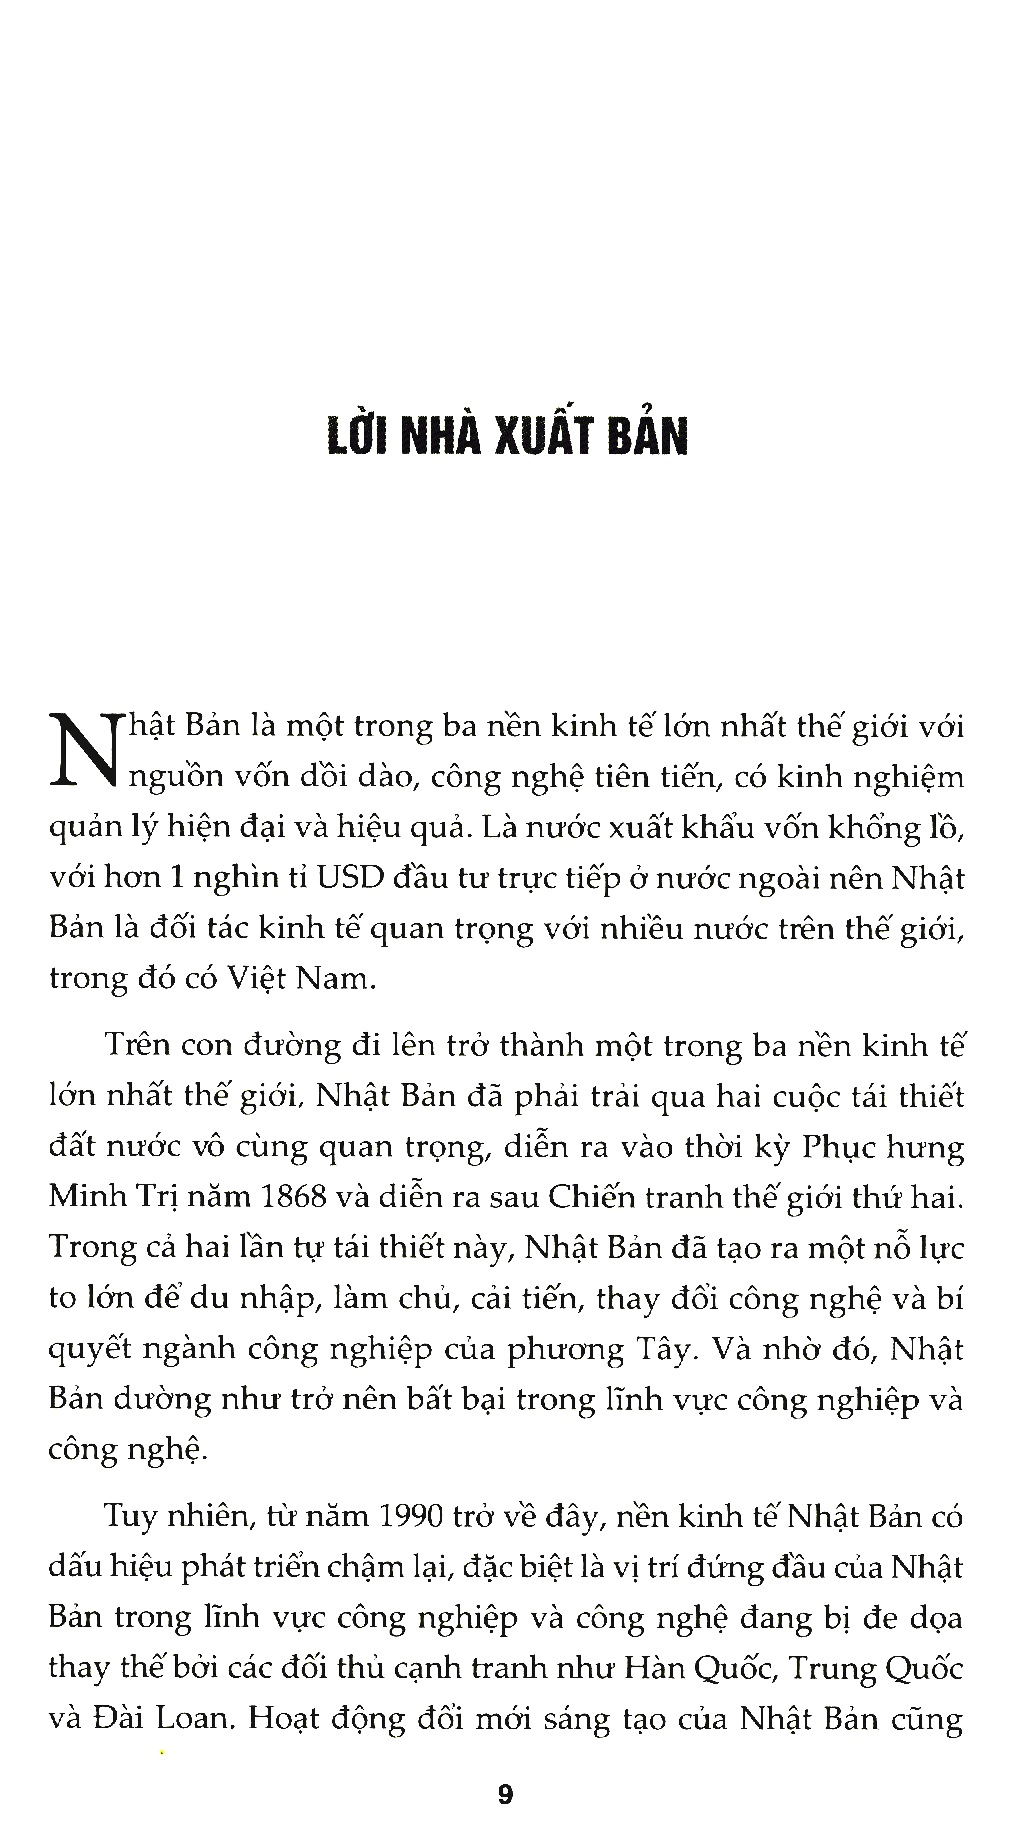 LỜI NHÀ XUẤT BẢN
Nhật Bản là một trong ba nền kinh tế lớn nhất thế giới với
nguồn vốn dồi dào, công nghệ tiên tiến, có kinh nghiệm
quản lý hiện đại và hiệu quả. Là nước xuất khẩu vốn khổng lồ,
với hơn 1 nghìn tỉ USD đầu tư trực tiếp ở nước ngoài nên Nhật
Bản là đối tác kinh tế quan trọng với nhiều nước trên thế giới,
trong đó có Việt Nam.
Trên con đường đi lên trở thành một trong ba nền kinh tế
lớn nhất thế giới, Nhật Bản đã phải trải qua hai cuộc tái thiết
đất nước vô cùng quan trọng, diễn ra vào thời kỳ Phục hưng
Minh Trị năm 1868 và diễn ra sau Chiến tranh thế giới thứ hai.
Trong cả hai lần tự tái thiết này, Nhật Bản đã tạo ra một nỗ lực
to lớn để du nhập, làm chủ, cải tiến, thay đổi công nghệ và bí
quyết ngành công nghiệp của phương Tây. Và nhờ đó, Nhật
Bản dường như trở nên bất bại trong lĩnh vực công nghiệp và
công nghệ.
Tuy nhiên, từ năm 1990 trở về đây, nền kinh tế Nhật Bản có
dấu hiệu phát triển chậm lại, đặc biệt là vị trí đứng đầu của Nhật
Bản trong lĩnh vực công nghiệp và công nghệ đang bị đe dọa
thay thế bởi các đối thủ cạnh tranh như Hàn Quốc, Trung Quốc
và Đài Loan. Hoạt động đổi mới sáng tạo của Nhật Bản cũng
9